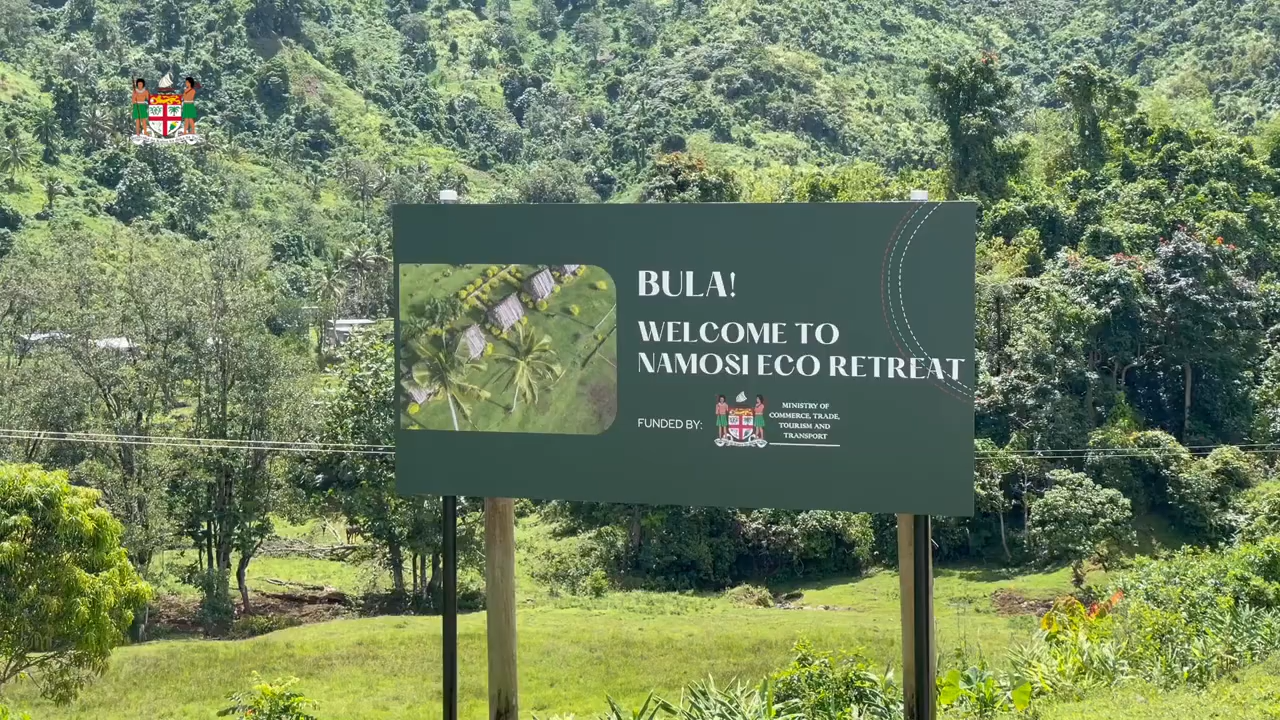 BULA!
WELCOME TO
NAMOSI ECO RETREAT
FUNDED BY:
MINISTRY OF
COMMERCE, TRADE,
TOURISM AND
TRANSPORT